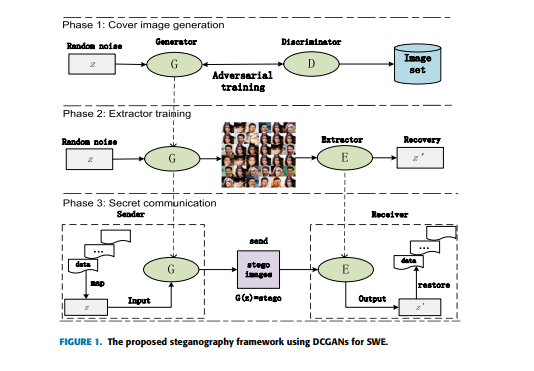 Phase 1: Cover image generation
Random noise
Generator
Discriminator
z
G
D
Image
set
Adversarial
training
Phase 2: Extractor training
Random noise
Extractor
Recovery
z
G
E
z'
Phase 3: Secret communication
Sender
Receiver
send
...
...
data
data
G
stego
images
E
map
restore
Input
G(z)=stego
Output
z
z'
FIGURE 1. The proposed steganography framework using DCGANs for SWE.